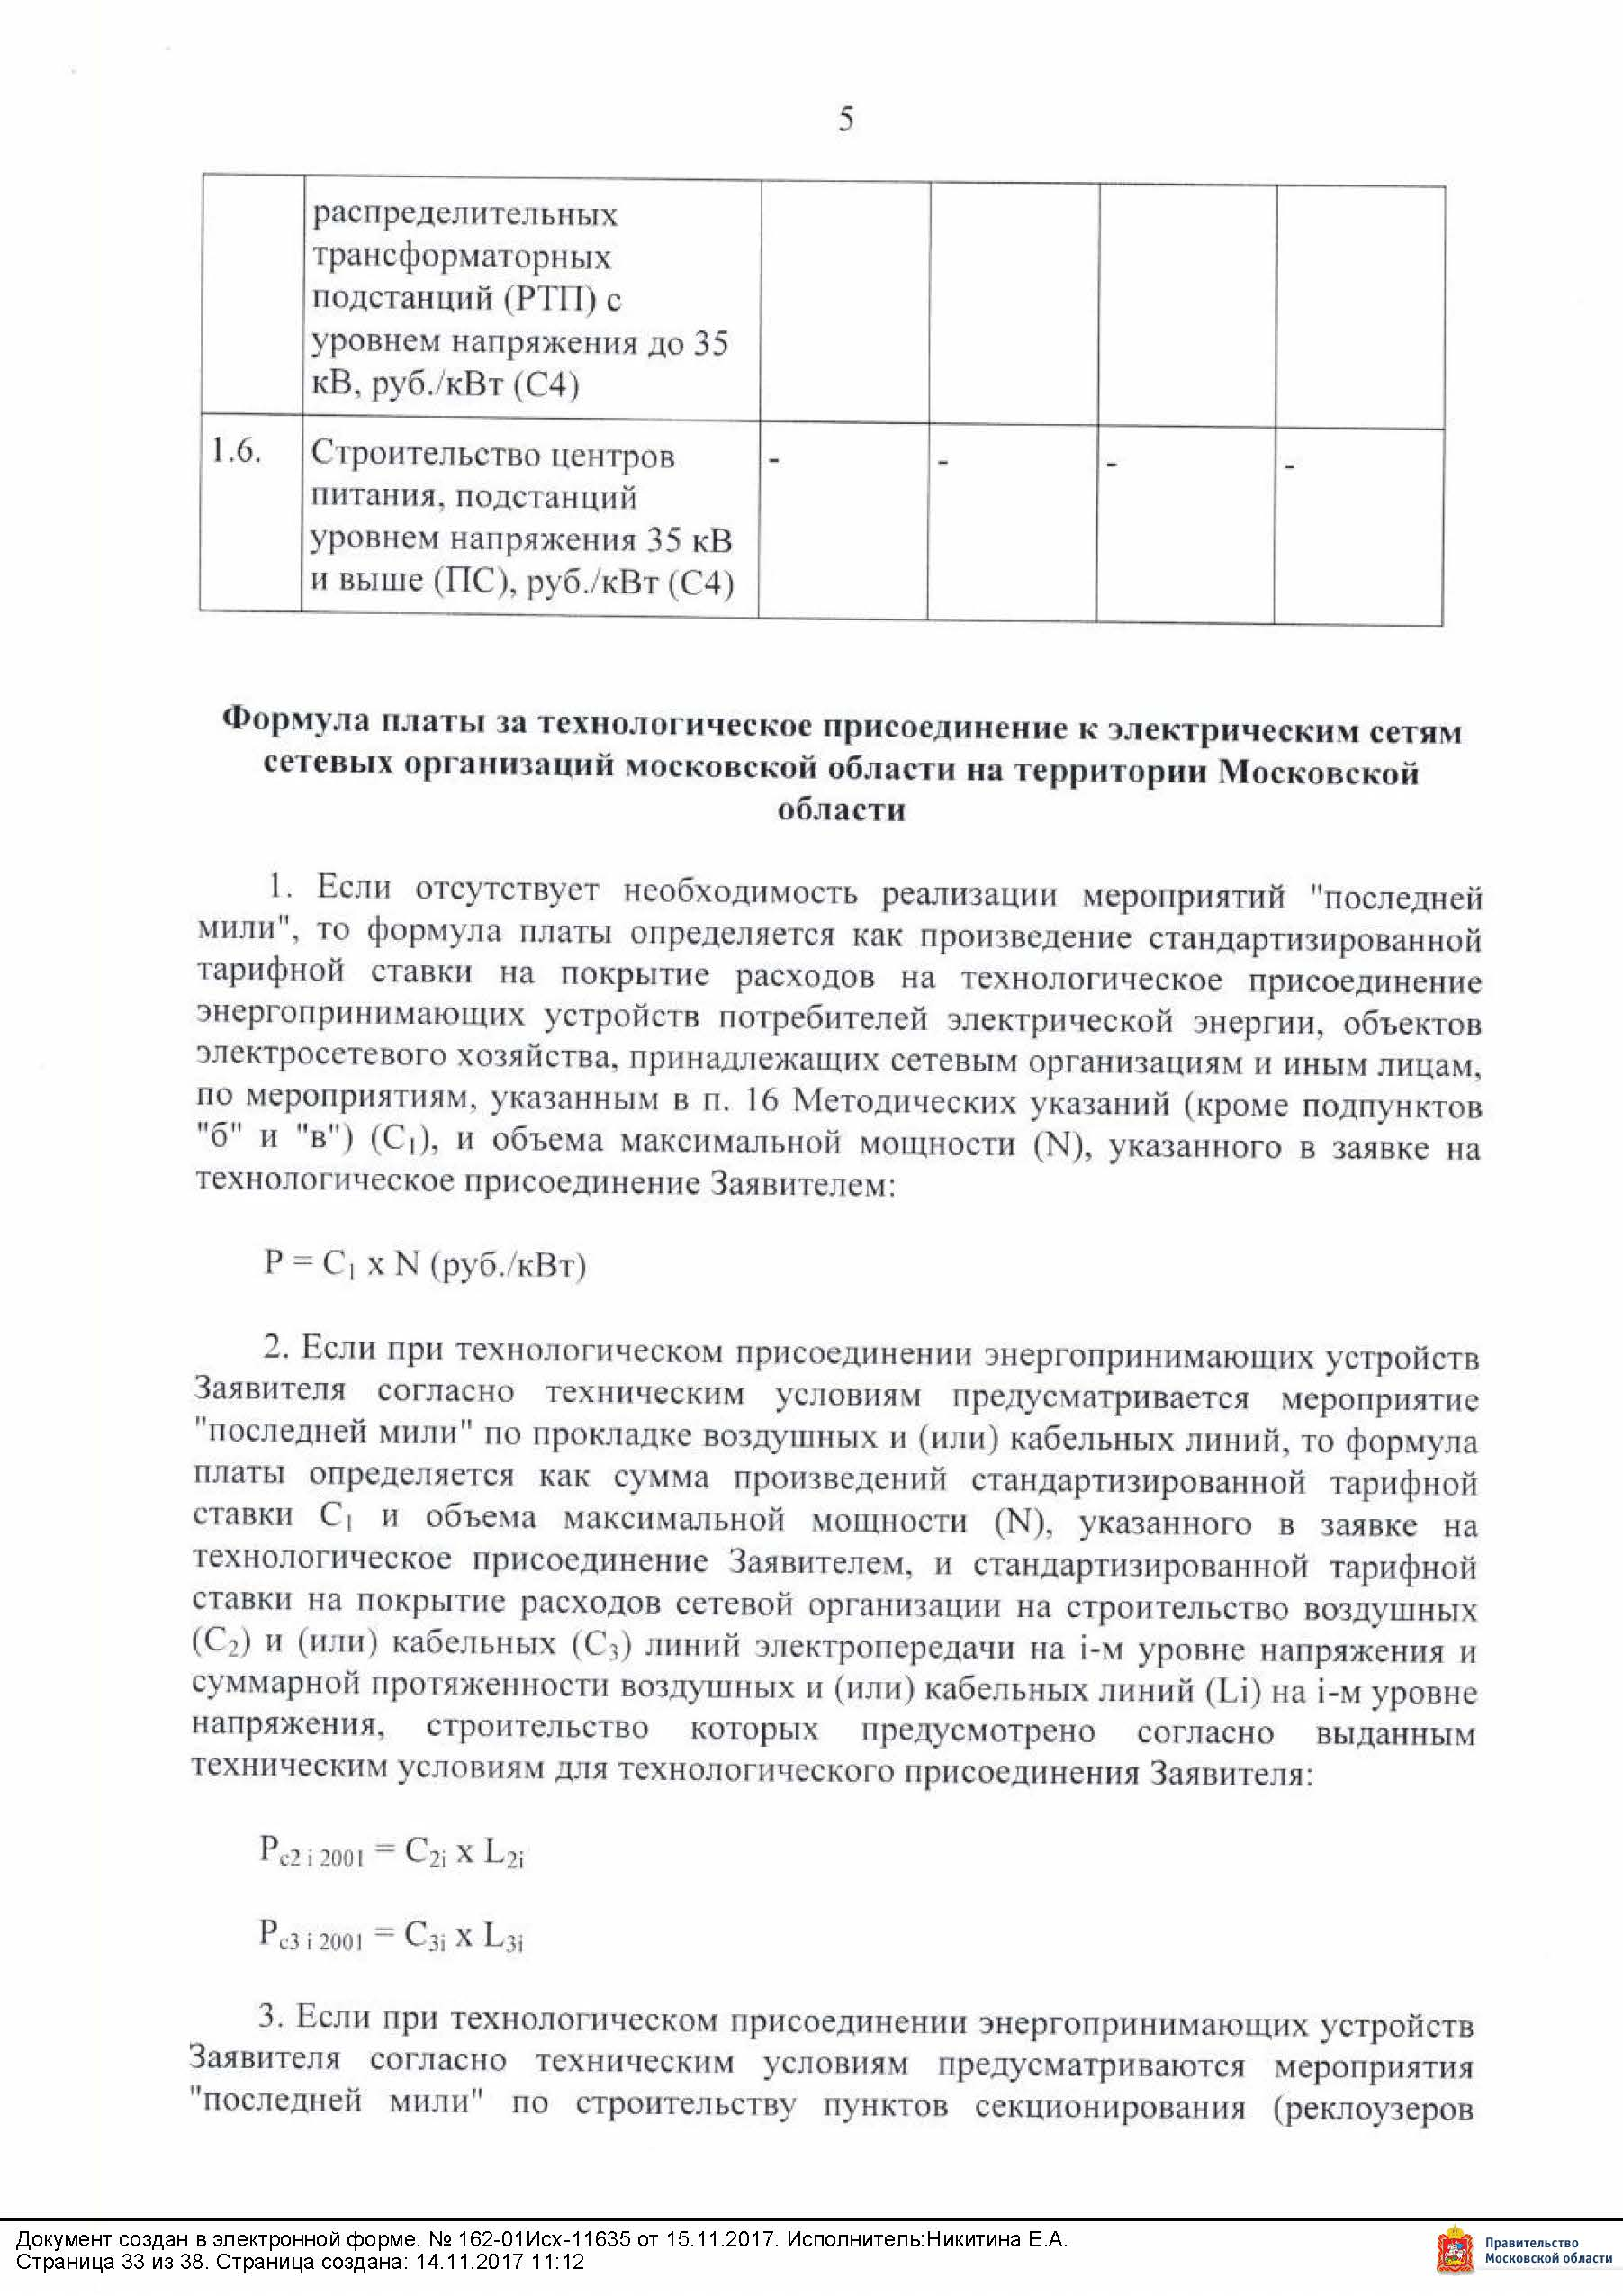 5
распределительных
трансформаторных
подстанций (РТП) с
уровнем напряжения до 35
кВ, руб./кВт (С4)
1.6. Строительство центров - - - -
питания, подстанций
уровнем напряжения 35 кВ
и выше (ПС), руб./кВт (С4)
Формула платы за технологическое присоединение к электрическим сетям
сетевых организаций московской области на территории Московской
области
1. Если отсутствует необходимость реализации мероприятий "последней
мили", то формула платы определяется как произведение стандартизированной
тарифной ставки на покрытие расходов на технологическое присоединение
энергопринимающих устройств потребителей электрической энергии, объектов
электросетевого хозяйства, принадлежащих сетевым организациям и иным лицам,
по мероприятиям, указанным в п. 16 Методических указаний (кроме подпунктов
"б" и "в") (С₁), и объема максимальной мощности (N), указанного в заявке на
технологическое присоединение Заявителем:
P = C₁ x N (руб./кВт)
2. Если при технологическом присоединении энергопринимающих устройств
Заявителя согласно техническим условиям предусматривается мероприятие
"последней мили" по прокладке воздушных и (или) кабельных линий, то формула
платы определяется как сумма произведений стандартизированной тарифной
ставки С₁ и объема максимальной мощности (N), указанного в заявке на
технологическое присоединение Заявителем, и стандартизированной тарифной
ставки на покрытие расходов сетевой организации на строительство воздушных
(С₂) и (или) кабельных (С₃) линий электропередачи на i-м уровне напряжения и
суммарной протяженности воздушных и (или) кабельных линий (Li) на i-м уровне
напряжения, строительство которых предусмотрено согласно выданным
техническим условиям для технологического присоединения Заявителя:
Pc2 i 2001 = C2i x L2i
Pc3 i 2001 = C3i x L3i
3. Если при технологическом присоединении энергопринимающих устройств
Заявителя согласно техническим условиям предусматриваются мероприятия
"последней мили" по строительству пунктов секционирования (реклоузеров
Документ создан в электронной форме. № 162-01Исх-11635 от 15.11.2017. Исполнитель:Никитина Е.А.
Страница 33 из 38. Страница создана: 14.11.2017 11:12
Правительство
Московской области